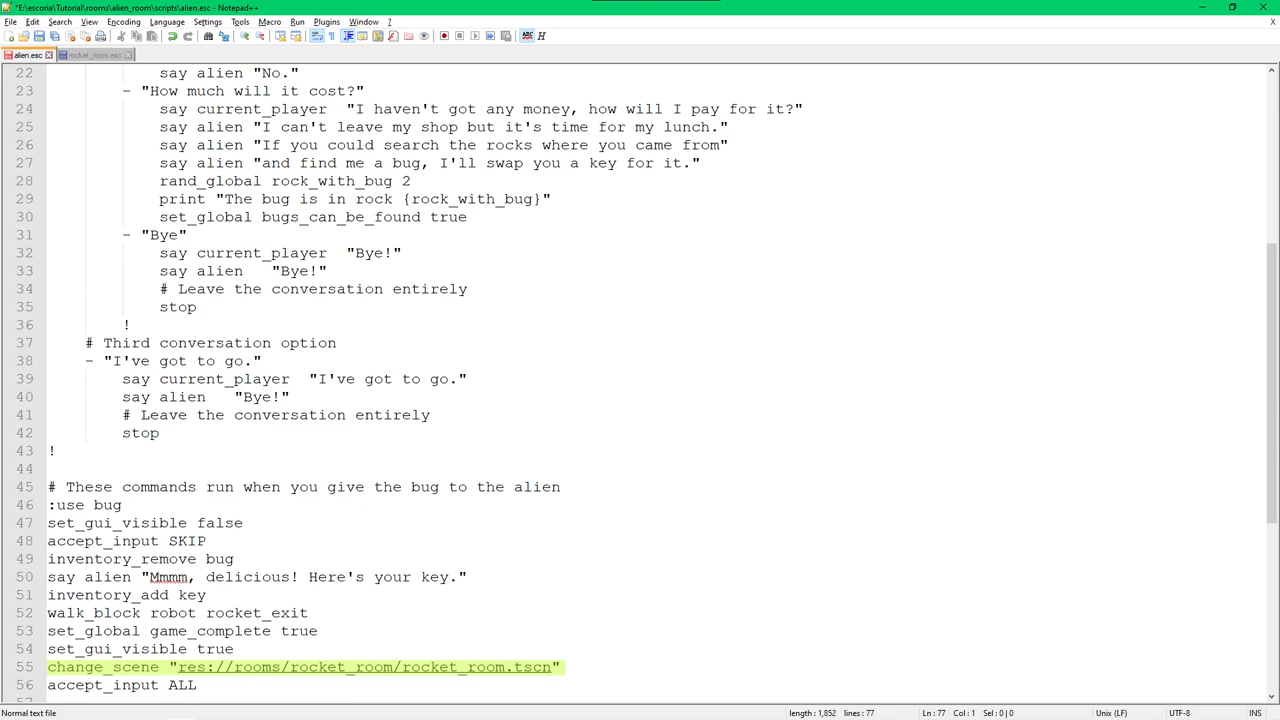 *E:\escoria\Tutorial\rooms\alien_room\scripts\alien.esc - Notepad++
File Edit Search View Encoding Language Settings Tools Macro Run Plugins Window ?
alien.esc rocket_room.esc
22 say alien "No."
23 - "How much will it cost?"
24 say current_player "I haven't got any money, how will I pay for it?"
25 say alien "I can't leave my shop but it's time for my lunch."
26 say alien "If you could search the rocks where you came from"
27 say alien "and find me a bug, I'll swap you a key for it."
28 rand_global rock_with_bug 2
29 print "The bug is in rock {rock_with_bug}"
30 set_global bugs_can_be_found true
31 - "Bye"
32 say current_player "Bye!"
33 say alien "Bye!"
34 # Leave the conversation entirely
35 stop
36 !
37 # Third conversation option
38 - "I've got to go."
39 say current_player "I've got to go."
40 say alien "Bye!"
41 # Leave the conversation entirely
42 stop
43 !
44
45 # These commands run when you give the bug to the alien
46 :use bug
47 set_gui_visible false
48 accept_input SKIP
49 inventory_remove bug
50 say alien "Mmmm, delicious! Here's your key."
51 inventory_add key
52 walk_block robot rocket_exit
53 set_global game_complete true
54 set_gui_visible true
55 change_scene "res://rooms/rocket_room/rocket_room.tscn"
56 accept_input ALL
Normal text file length : 1,852 lines : 77 Ln : 77 Col : 1 Sel : 0 | 0 Unix (LF) UTF-8 INS